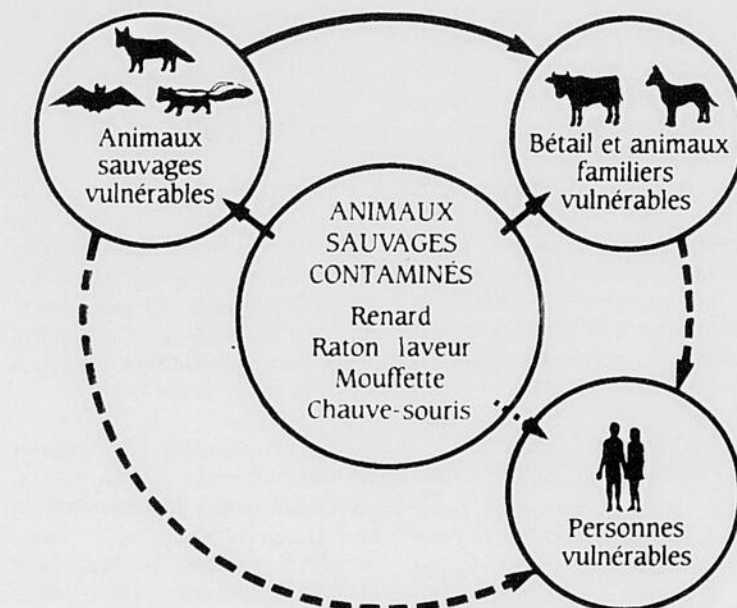 Animaux
sauvages
vulnérables
Bétail et animaux
familiers
vulnérables
ANIMAUX
SAUVAGES
CONTAMINÉS
Renard
Raton laveur
Mouffette
Chauve-souris
Personnes
vulnérables